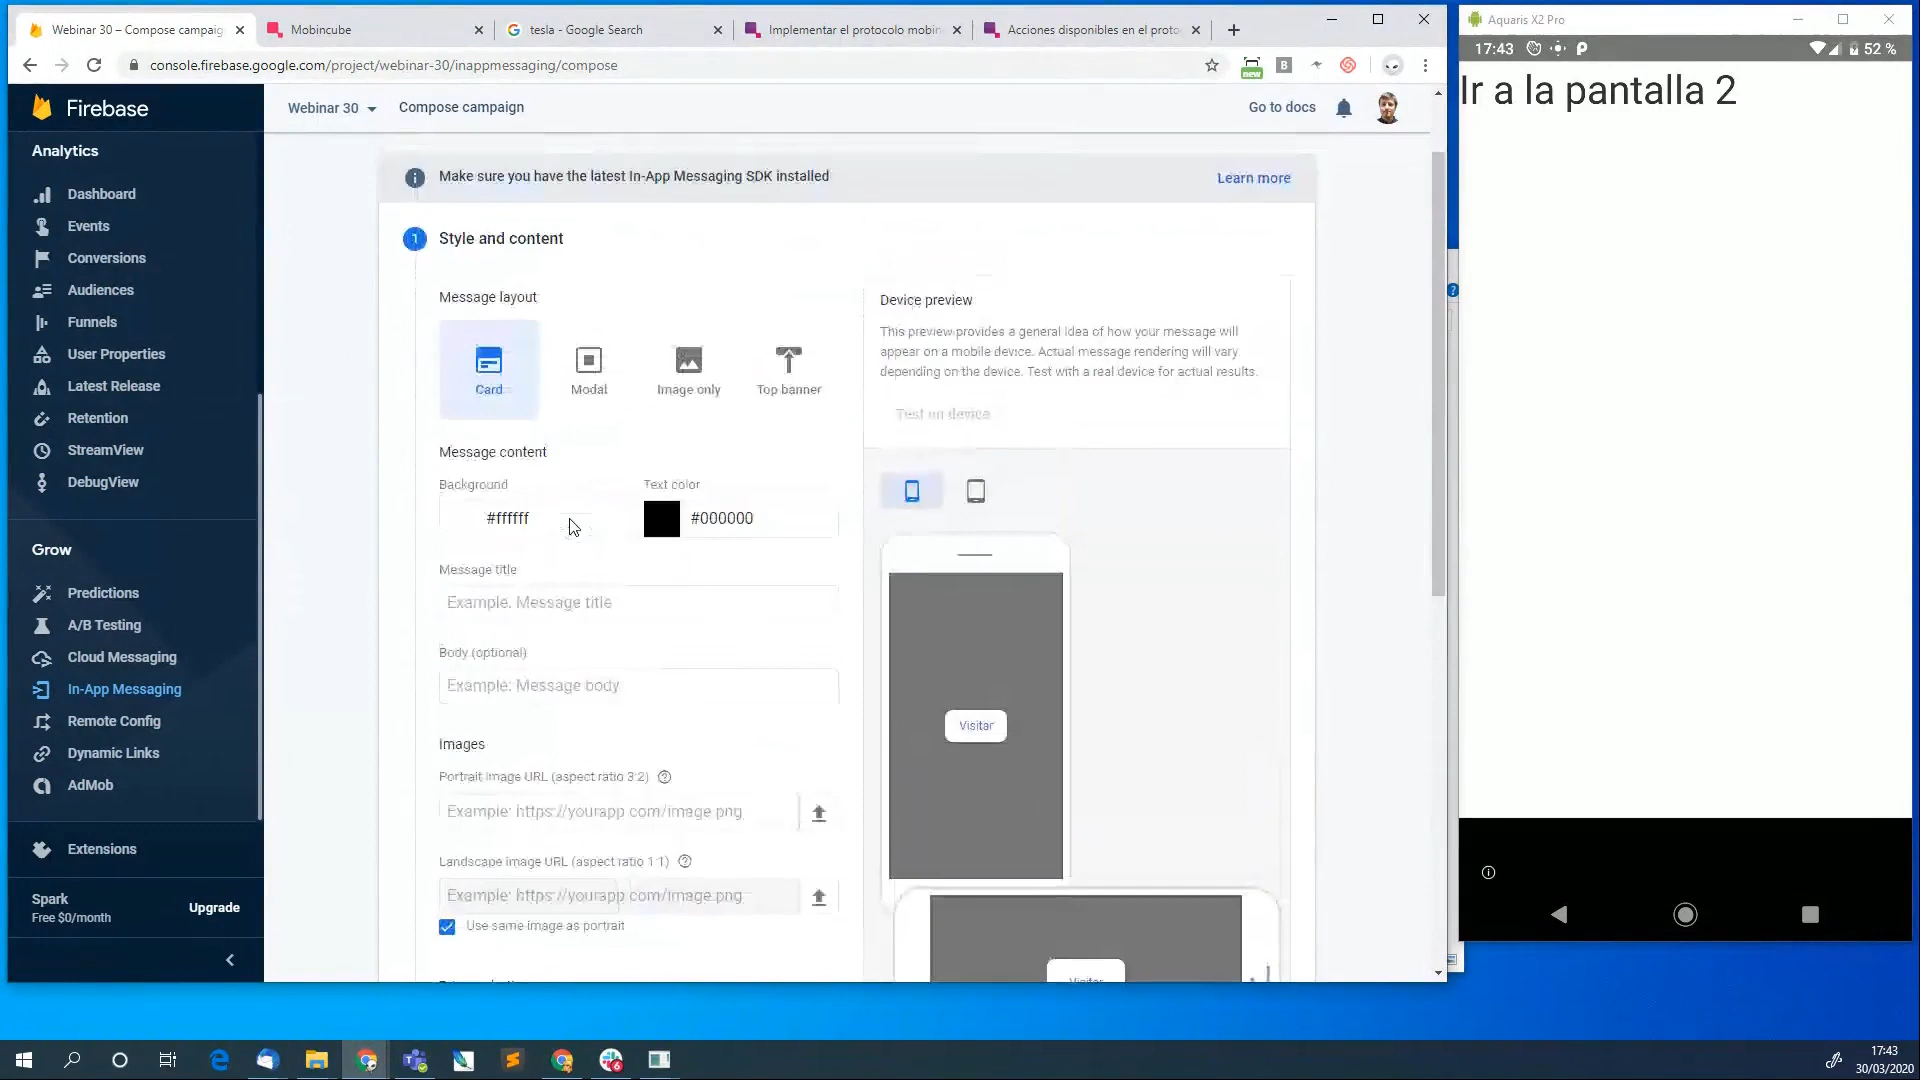 Webinar 30 – Compose campaig
Mobincube
tesla - Google Search
Implementar el protocolo mobin
Acciones disponibles en el proto
console.firebase.google.com/project/webinar-30/inappmessaging/compose
new
B
Firebase
Webinar 30
Compose campaign
Go to docs
Analytics
Dashboard
Events
Conversions
Audiences
Funnels
User Properties
Latest Release
Retention
StreamView
DebugView
Grow
Predictions
A/B Testing
Cloud Messaging
In-App Messaging
Remote Config
Dynamic Links
AdMob
Extensions
Spark
Free $0/month
Upgrade
Make sure you have the latest In-App Messaging SDK installed
Learn more
1
Style and content
Message layout
Card
Modal
Image only
Top banner
Message content
Background
Text color
#ffffff
#000000
Message title
Example. Message title
Body (optional)
Example: Message body
Images
Portrait image URL (aspect ratio 3:2)
Example: https://yourapp com/image png
Landscape image URL (aspect ratio 1:1)
Example: https://yourapp com/image png
Use same image as portrait
Device preview
This preview provides a general idea of how your message will
appear on a mobile device. Actual message rendering will vary
depending on the device. Test with a real device for actual results.
Test on device
Visitar
Visitar
Aquaris X2 Pro
17:43
52 %
Ir a la pantalla 2
17:43
30/03/2020